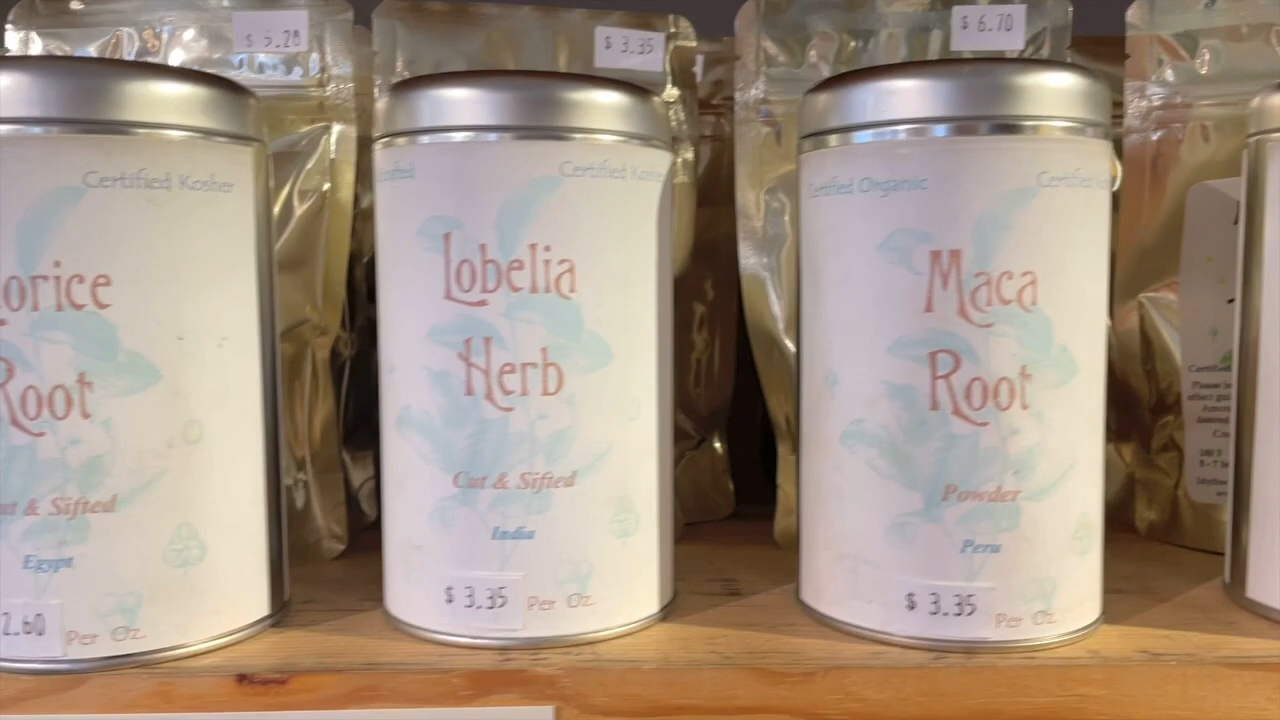 $ 5.20
$ 3.35
$ 6.70
Certified Kosher
orice
Root
& Sifted
Egypt
2.60 Per Oz
Certified Kosher
Lobelia
Herb
Cut & Sifted
India
$ 3.35 Per Oz
Certified Organic
Certified
Maca
Root
Powder
Peru
$ 3.35 Per Oz